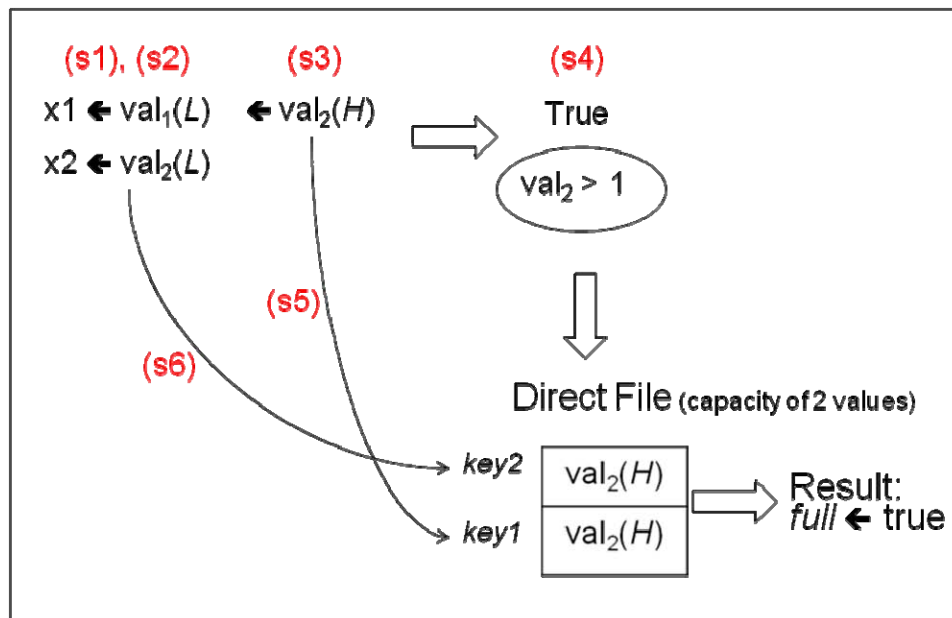 (s1), (s2) (s3) (s4)
x1 🡸 val₁(L) 🡸 val₂(H) True
x2 🡸 val₂(L) val₂ > 1
(s5)
(s6)
Direct File (capacity of 2 values)
key2 val₂(H) Result:
key1 val₂(H) full 🡸 true